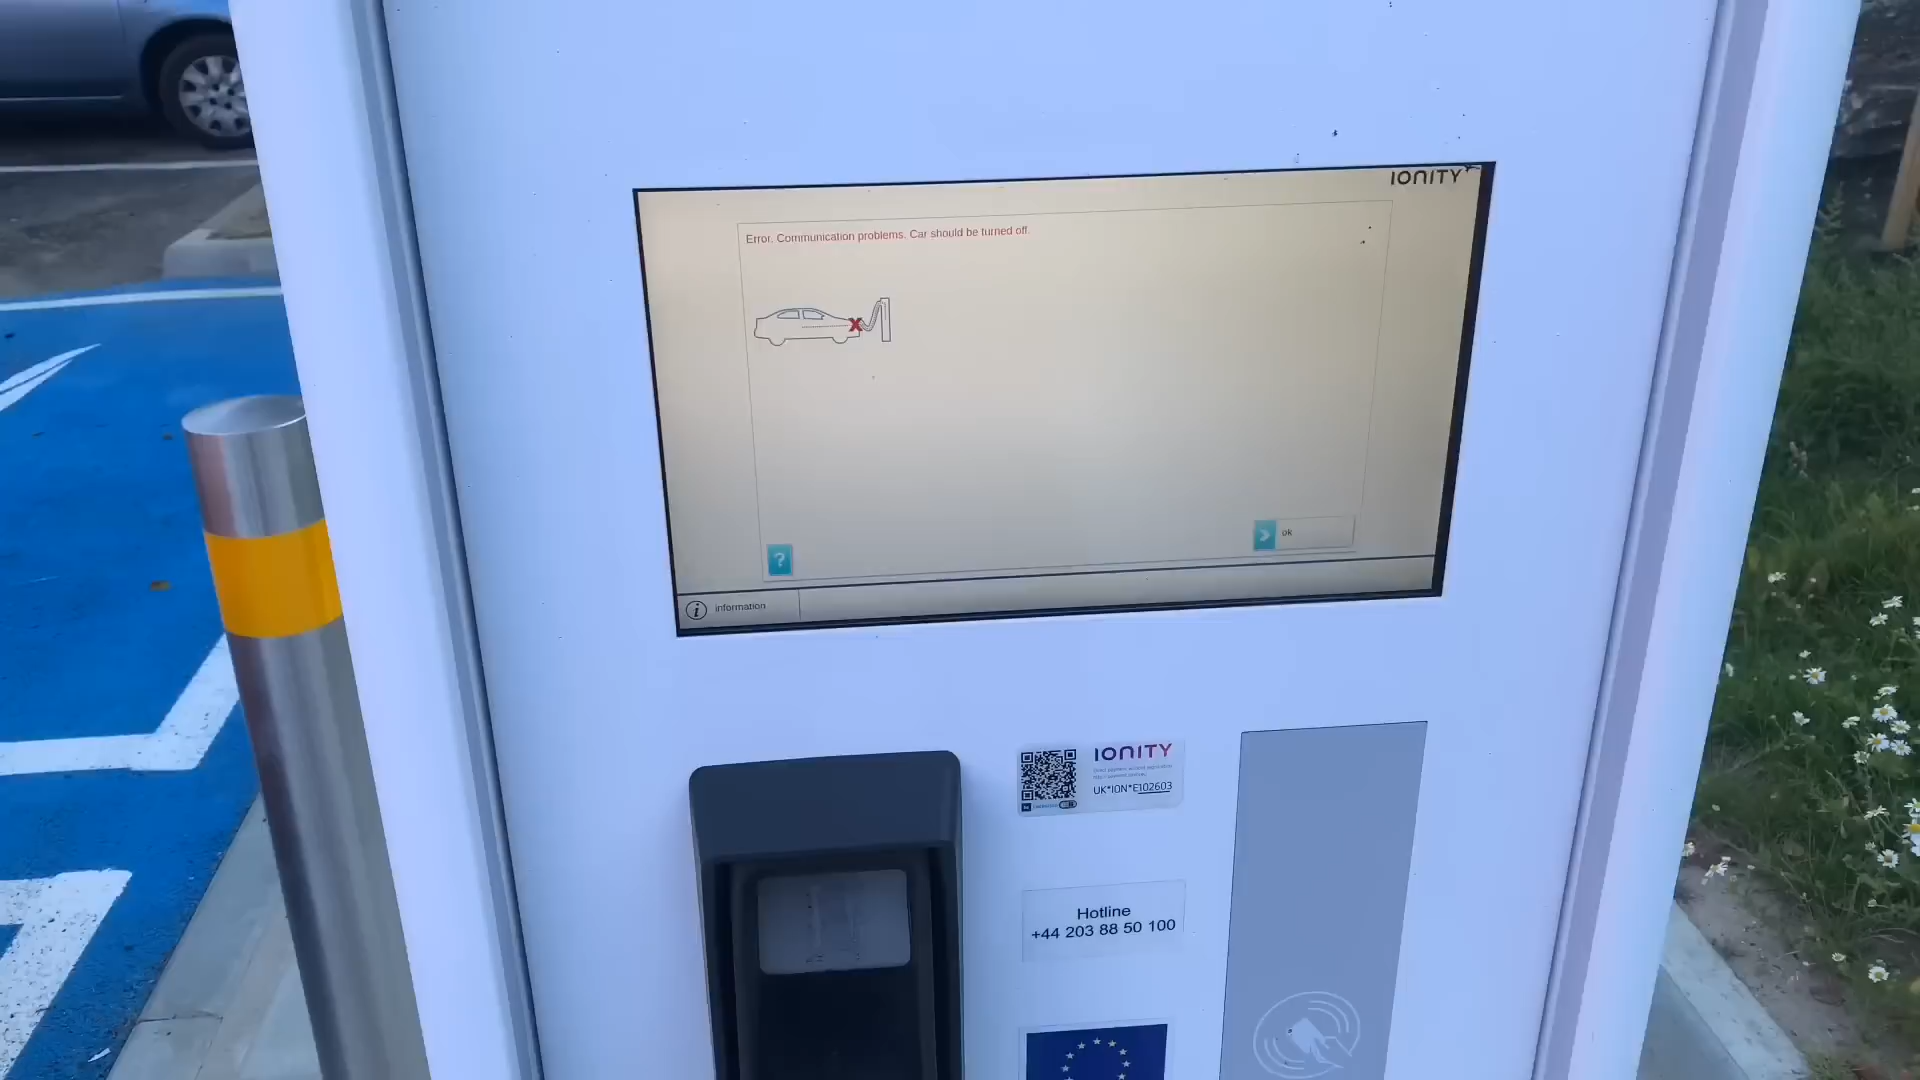 IONITY
Error. Communication problems. Car should be turned off.
X
?
ok
i information
IONITY
UK*ION*E102603
Hotline
+44 203 88 50 100